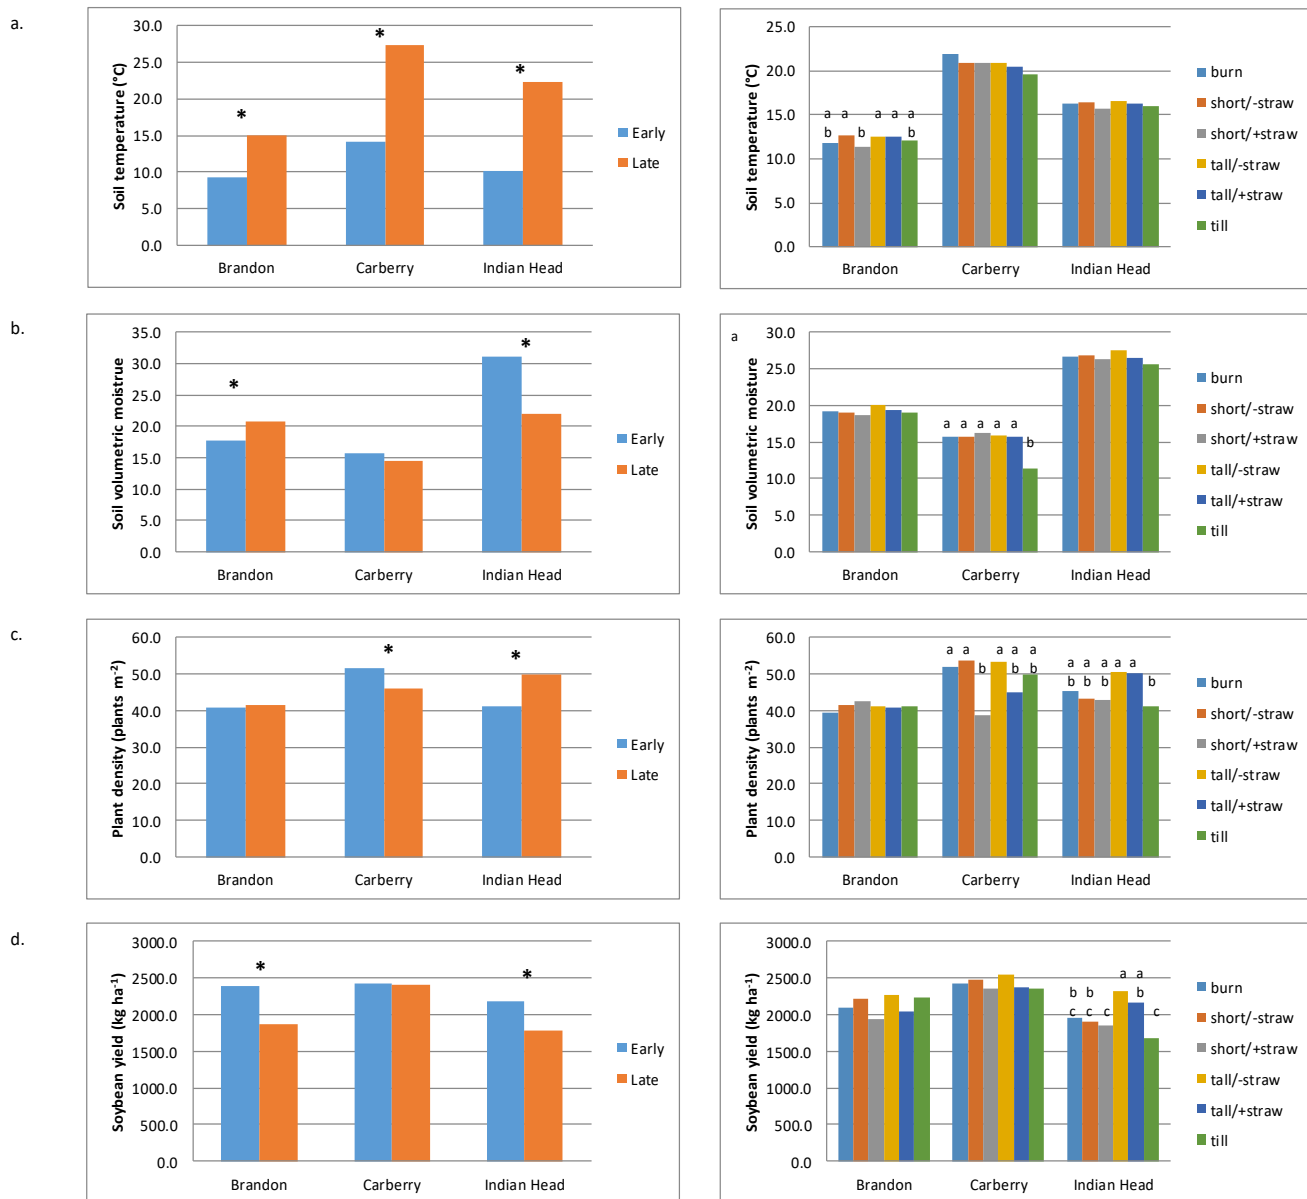 a.
30.0
25.0
20.0
15.0
10.0
5.0
0.0
Soil temperature (°C)
*
*
*
Brandon Carberry Indian Head
Early
Late
25.0
20.0
15.0
10.0
5.0
0.0
Soil temperature (°C)
a a a a a
b b b
Brandon Carberry Indian Head
burn
short/-straw
short/+straw
tall/-straw
tall/+straw
till
b.
35.0
30.0
25.0
20.0
15.0
10.0
5.0
0.0
Soil volumetric moistrue
*
*
Brandon Carberry Indian Head
Early
Late
a
30.0
25.0
20.0
15.0
10.0
5.0
0.0
Soil volumetric moisture
a a a a a
b
Brandon Carberry Indian Head
burn
short/-straw
short/+straw
tall/-straw
tall/+straw
till
c.
60.0
50.0
40.0
30.0
20.0
10.0
0.0
Plant density (plants m-2)
* *
Brandon Carberry Indian Head
Early
Late
60.0
50.0
40.0
30.0
20.0
10.0
0.0
Plant density (plants m-2)
a a a a a
b b b
a a a a a
b b b b
Brandon Carberry Indian Head
burn
short/-straw
short/+straw
tall/-straw
tall/+straw
till
d.
3000.0
2500.0
2000.0
1500.0
1000.0
500.0
0.0
Soybean yield (kg ha-1)
* *
Brandon Carberry Indian Head
Early
Late
3000.0
2500.0
2000.0
1500.0
1000.0
500.0
0.0
Soybean yield (kg ha-1)
a a
b b b
c c c c
Brandon Carberry Indian Head
burn
short/-straw
short/+straw
tall/-straw
tall/+straw
till